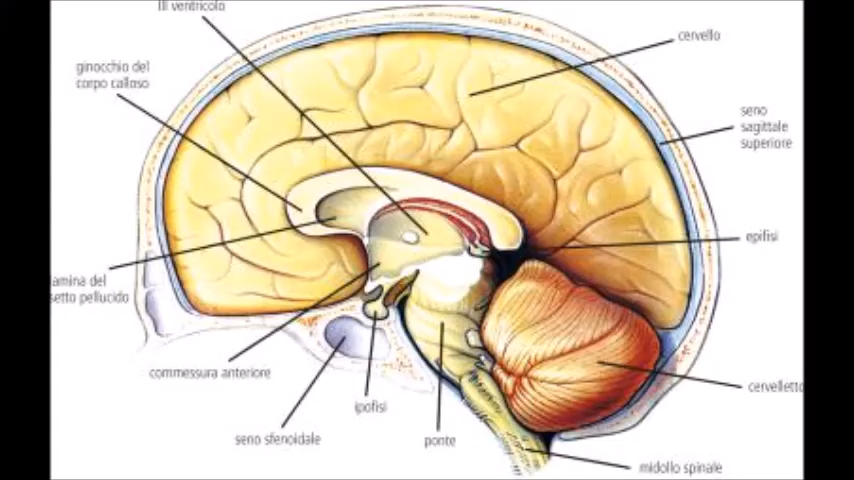 III ventricolo
cervello
ginocchio del
corpo calloso
seno
sagittale
superiore
epifisi
amina del
setto pellucido
commessura anteriore
cervelletto
ipofisi
seno sfenoidale
ponte
midollo spinale